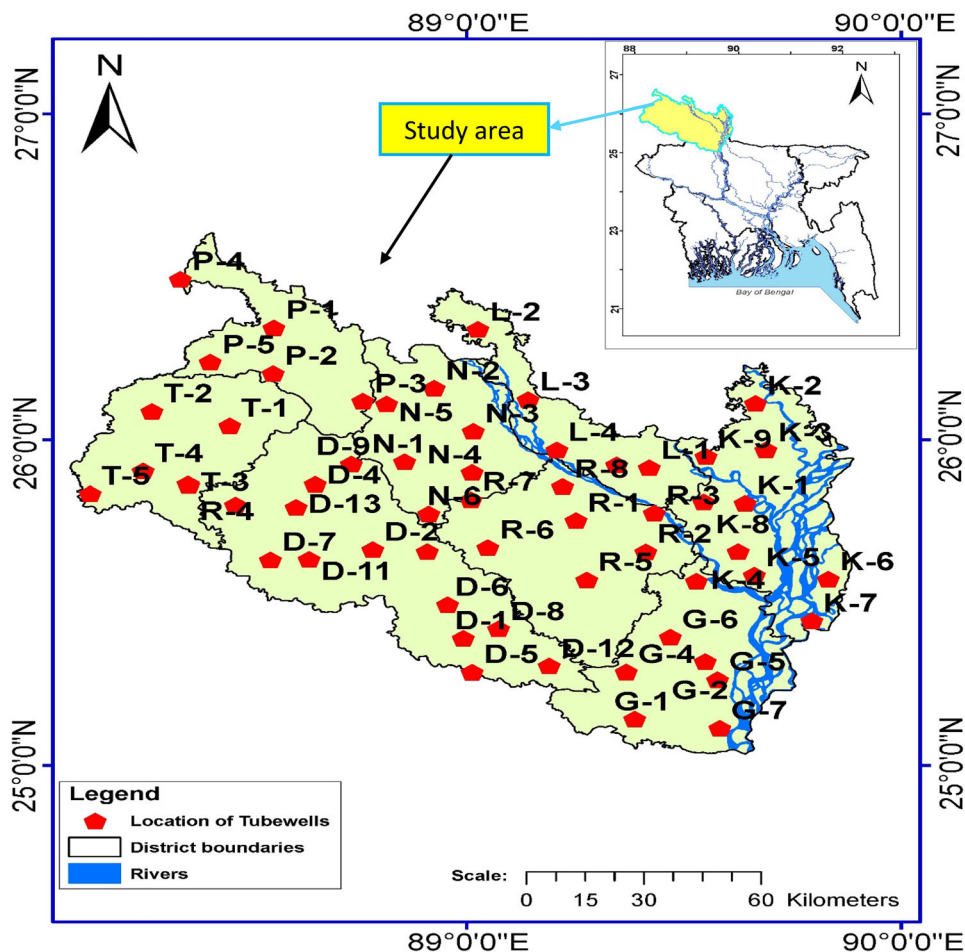 89°0'0"E 90°0'0"E
88 90 92
N
N
27
27°0'0"N
27°0'0"N
Study area
25
23
21
Bay of Bengal
P-4
P-1
L-2
P-5
P-2
N-2
T-2
P-3
L-3
K-2
T-1
N-5
N-3
26°0'0"N
26°0'0"N
D-9
N-1
L-4
K-9
K-3
T-4
D-4
N-4
R-8
L-1
T-5
T-3
R-7
R-4
D-13
N-6
R-1
R-3
K-1
D-7
D-2
R-6
R-2
K-8
D-11
R-5
K-5
K-6
D-6
K-4
K-7
D-1
D-8
G-6
D-5
D-12
G-4
G-5
G-1
G-2
G-7
25°0'0"N
25°0'0"N
Legend
Location of Tubewells
District boundaries
Rivers
Scale:
0 15 30 45 60 Kilometers
89°0'0"E 90°0'0"E